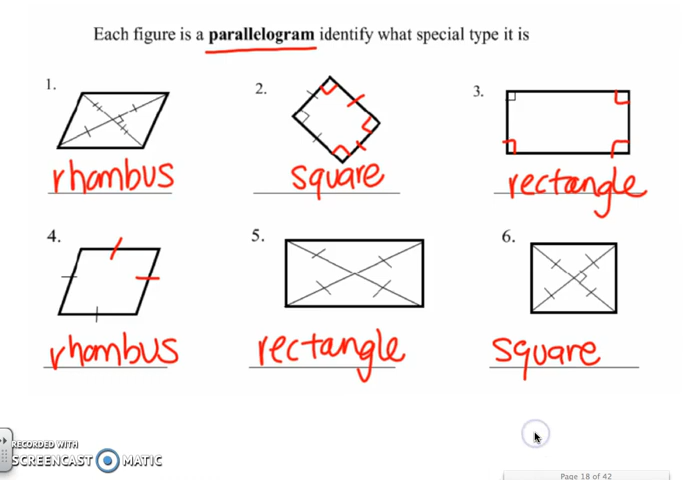 Each figure is a parallelogram identify what special type it is
1.
2.
3.
rhombus
square
rectangle
4.
5.
6.
rhombus
rectangle
square
RECORDED WITH
SCREENCAST MATIC
Page 18 of 42